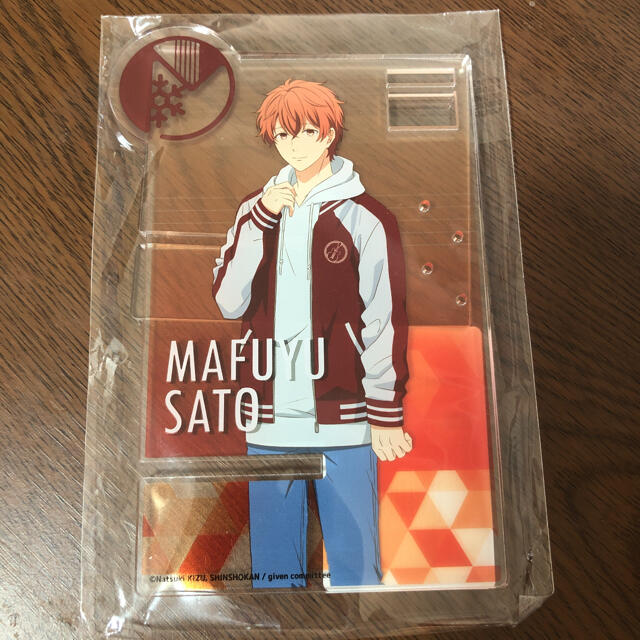 MAFUYU
SATO
©Natsuki KIZU, SHINSHOKAN / given committee